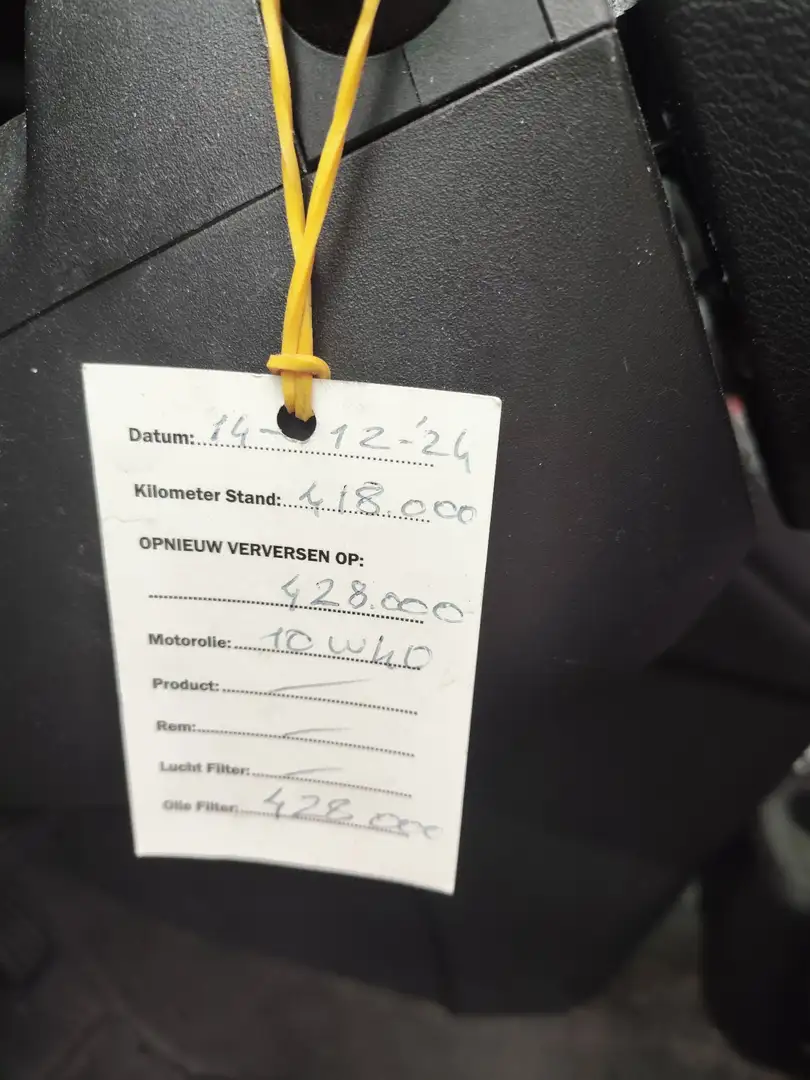 Datum: 14-12-'24
Kilometer Stand: 418.000
OPNIEUW VERVERSEN OP:
428.000
Motorolie: 10W40
Product: —
Rem: —
Lucht Filter: —
Olie Filter: 428.000